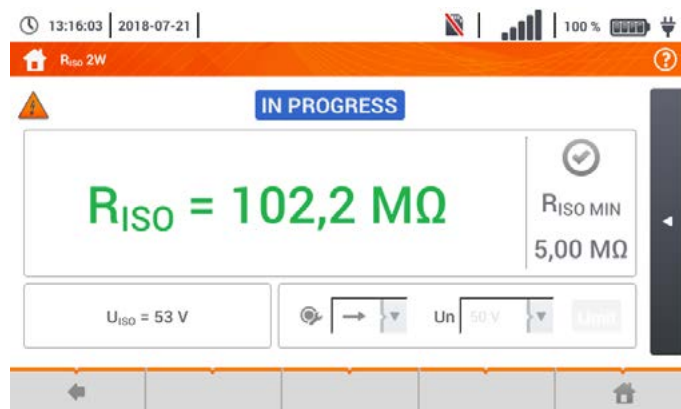 13:16:03 2018-07-21 100 %
RISO 2W
IN PROGRESS
RISO = 102,2 MΩ
RISO MIN
5,00 MΩ
UISO = 53 V
Un 50 V Limit